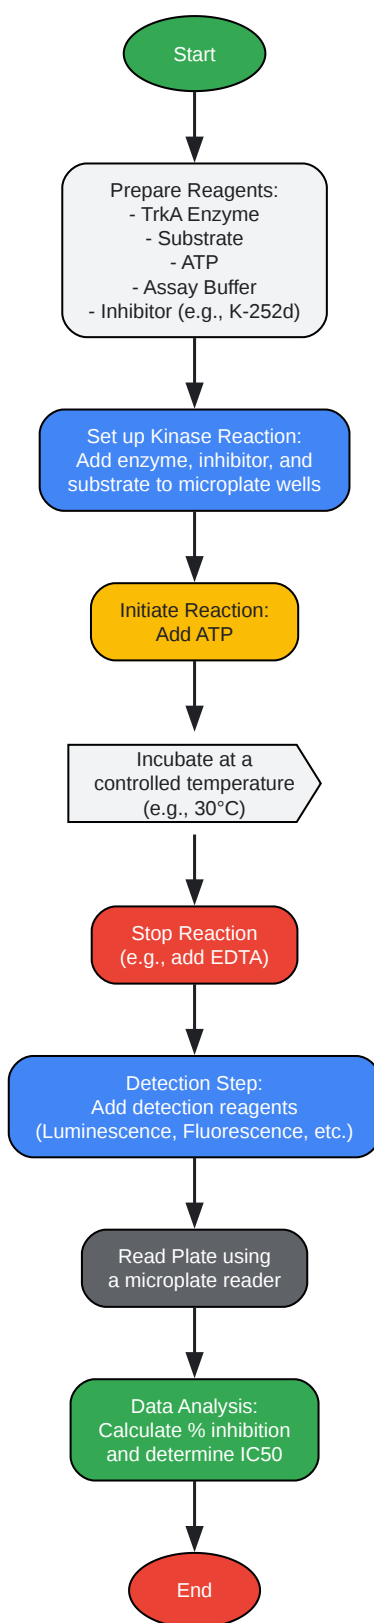 Start
Prepare Reagents:
- TrkA Enzyme
- Substrate
- ATP
- Assay Buffer
- Inhibitor (e.g., K-252d)
Set up Kinase Reaction:
Add enzyme, inhibitor, and
substrate to microplate wells
Initiate Reaction:
Add ATP
Incubate at a
controlled temperature
(e.g., 30°C)
Stop Reaction
(e.g., add EDTA)
Detection Step:
Add detection reagents
(Luminescence, Fluorescence, etc.)
Read Plate using
a microplate reader
Data Analysis:
Calculate % inhibition
and determine IC50
End